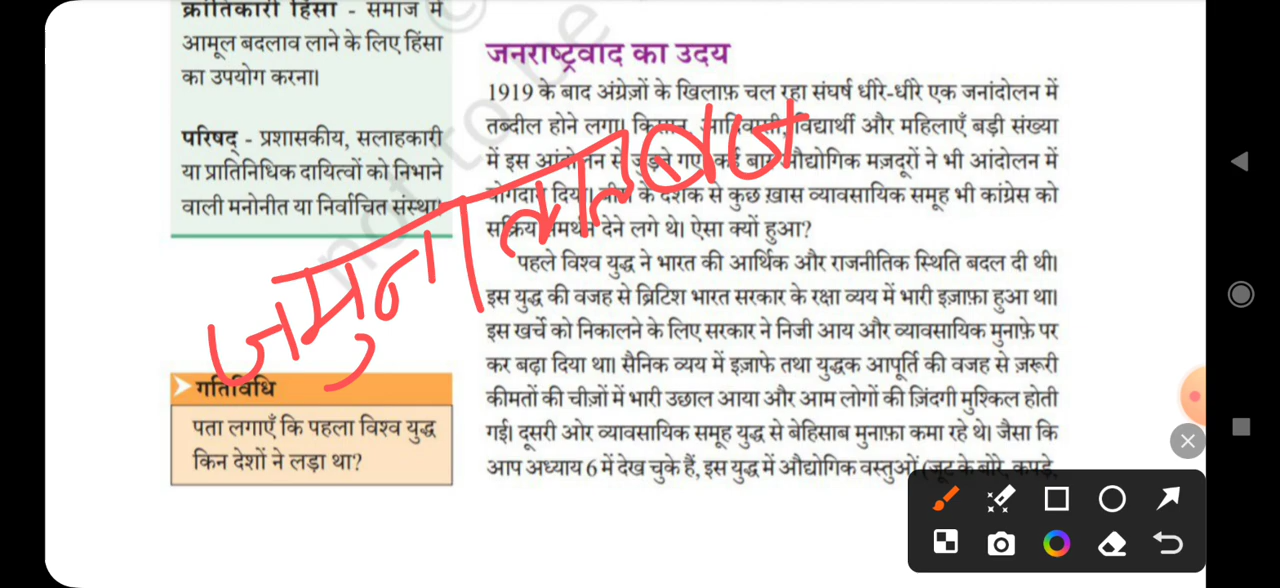 क्रांतिकारी हिंसा - समाज में
आमूल बदलाव लाने के लिए हिंसा
का उपयोग करना।
परिषद् - प्रशासकीय, सलाहकारी
या प्रातिनिधिक दायित्वों को निभाने
वाली मनोनीत या निर्वाचित संस्था।
गतिविधि
पता लगाएँ कि पहला विश्व युद्ध
किन देशों ने लड़ा था?
जनराष्ट्रवाद का उदय
1919 के बाद अंग्रेज़ों के खिलाफ़ चल रहा संघर्ष धीरे-धीरे एक जनांदोलन में
तब्दील होने लगा। किसान, आदिवासी, विद्यार्थी और महिलाएँ बड़ी संख्या
में इस आंदोलन से जुड़ते गए। कई बार औद्योगिक मज़दूरों ने भी आंदोलन में
योगदान दिया। बीस के दशक से कुछ ख़ास व्यावसायिक समूह भी कांग्रेस को
सक्रिय समर्थन देने लगे थे। ऐसा क्यों हुआ?
पहले विश्व युद्ध ने भारत की आर्थिक और राजनीतिक स्थिति बदल दी थी।
इस युद्ध की वजह से ब्रिटिश भारत सरकार के रक्षा व्यय में भारी इज़ाफ़ा हुआ था।
इस खर्चे को निकालने के लिए सरकार ने निजी आय और व्यावसायिक मुनाफ़े पर
कर बढ़ा दिया था। सैनिक व्यय में इज़ाफे तथा युद्धक आपूर्ति की वजह से ज़रूरी
कीमतों की चीज़ों में भारी उछाल आया और आम लोगों की ज़िंदगी मुश्किल होती
गई। दूसरी ओर व्यावसायिक समूह युद्ध से बेहिसाब मुनाफ़ा कमा रहे थे। जैसा कि
आप अध्याय 6 में देख चुके हैं, इस युद्ध में औद्योगिक वस्तुओं (जूट के बोरे, कपड़े,
not to be